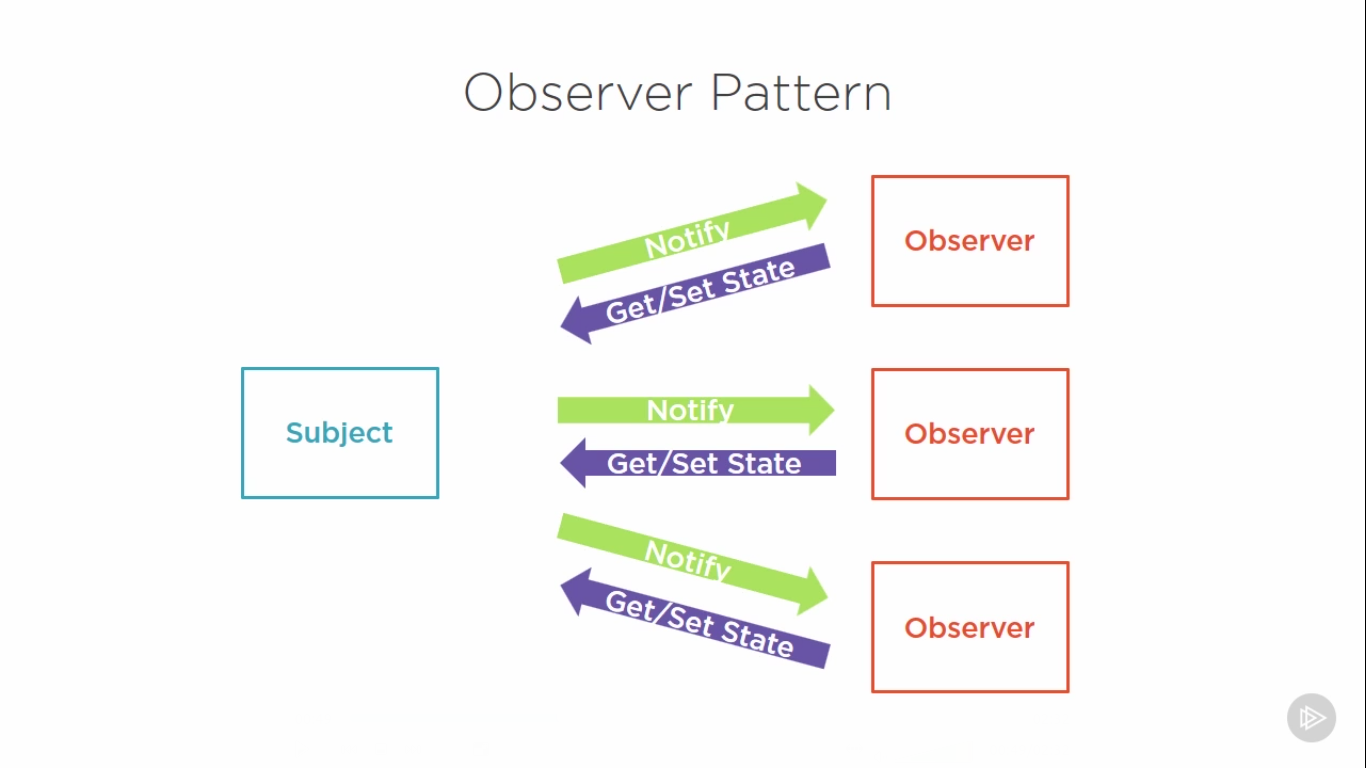 Observer Pattern
Notify
Get/Set State
Observer
Subject
Notify
Get/Set State
Observer
Notify
Get/Set State
Observer